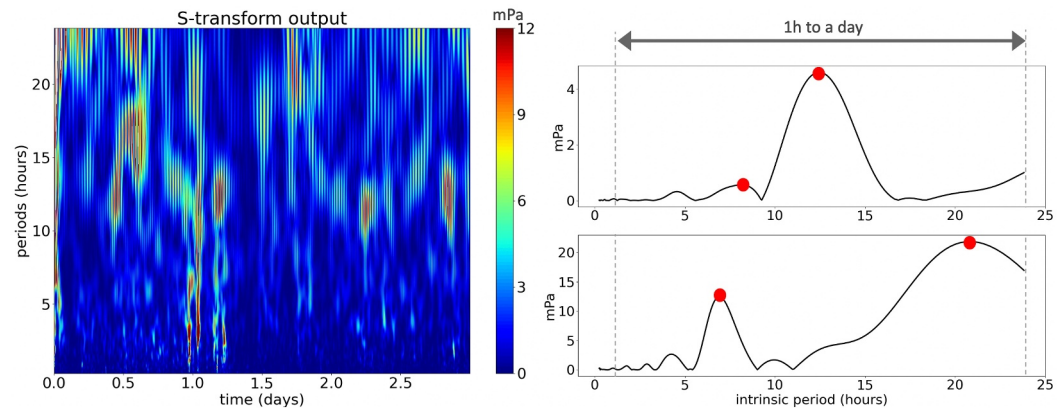 S-transform output
mPa
periods (hours)
20
15
10
5
0.0 0.5 1.0 1.5 2.0 2.5
time (days)
12
9
6
3
0
1h to a day
mPa
4
2
0
0 5 10 15 20 25
mPa
20
15
10
5
0
0 5 10 15 20 25
intrinsic period (hours)